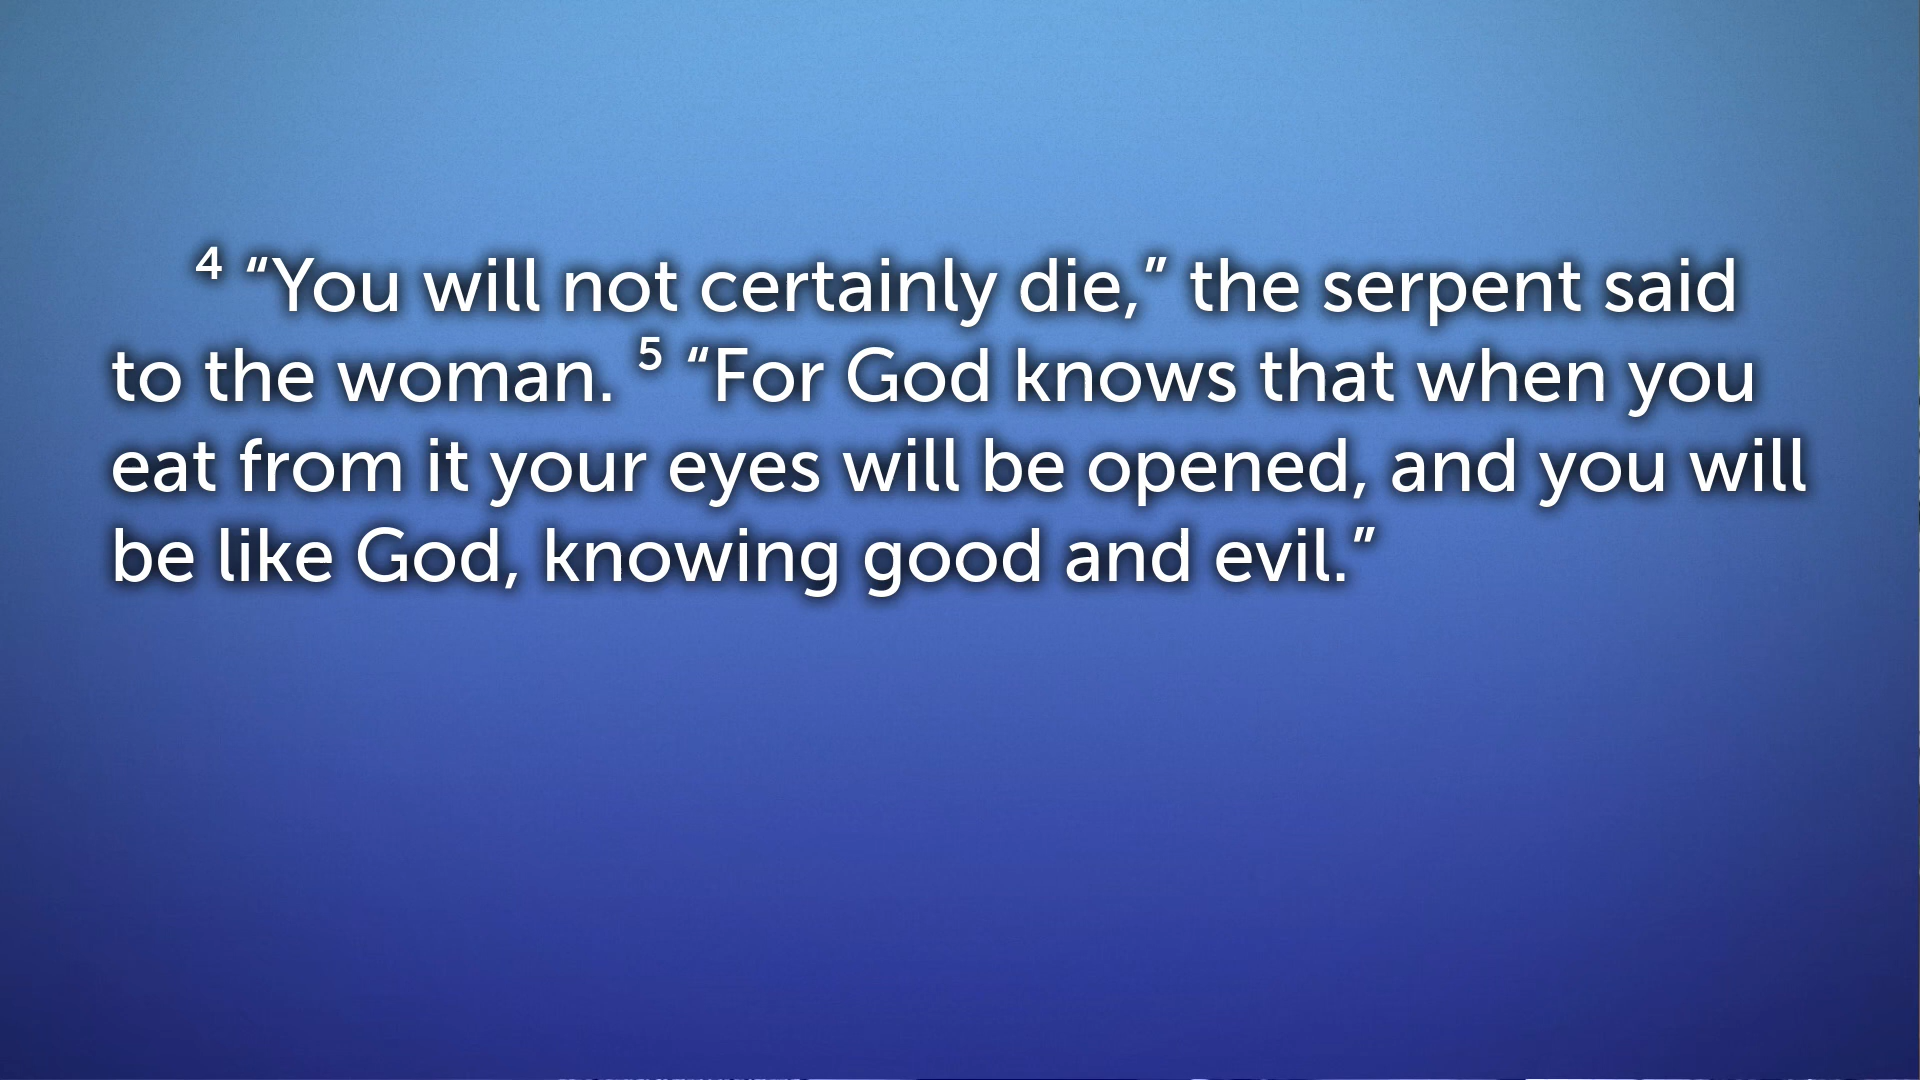 4 “You will not certainly die,” the serpent said
to the woman. 5 “For God knows that when you
eat from it your eyes will be opened, and you will
be like God, knowing good and evil.”